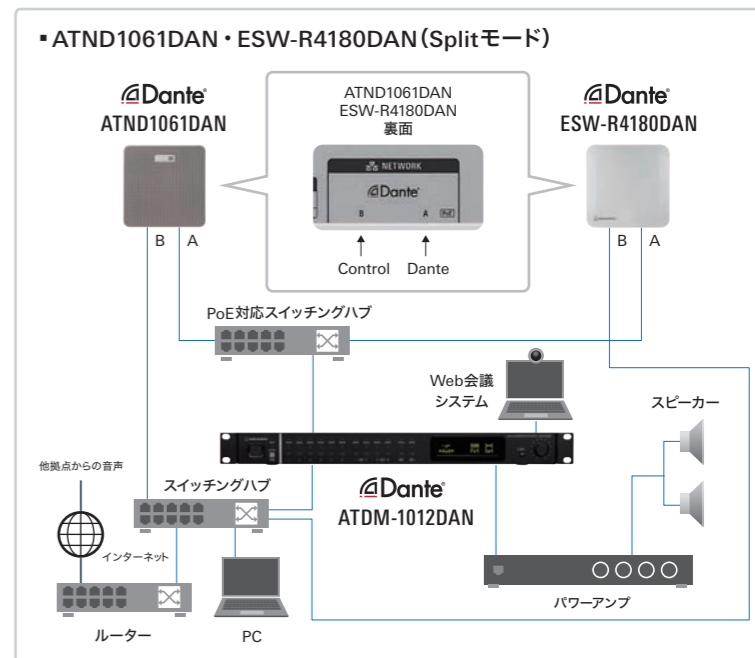 ▪ATND1061DAN・ESW-R4180DAN(Splitモード)
Dante
ATND1061DAN
ATND1061DAN
ESW-R4180DAN
裏面
NETWORK
Dante
B A PoE
Control Dante
Dante
ESW-R4180DAN
B A
B A
PoE対応スイッチングハブ
Web会議
システム
スピーカー
他拠点からの音声
スイッチングハブ
Dante
ATDM-1012DAN
インターネット
パワーアンプ
ルーター
PC